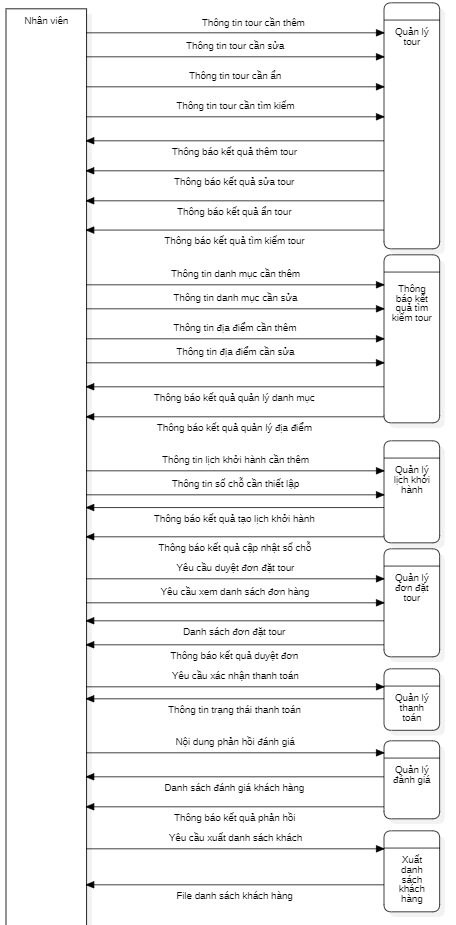 Nhân viên
Thông tin tour cần thêm
Thông tin tour cần sửa
Thông tin tour cần ẩn
Thông tin tour cần tìm kiếm
Thông báo kết quả thêm tour
Thông báo kết quả sửa tour
Thông báo kết quả ẩn tour
Thông báo kết quả tìm kiếm tour
Quản lý
tour
Thông tin danh mục cần thêm
Thông tin danh mục cần sửa
Thông tin địa điểm cần thêm
Thông tin địa điểm cần sửa
Thông báo kết quả quản lý danh mục
Thông báo kết quả quản lý địa điểm
Thông
báo kết
quả tìm
kiếm tour
Thông tin lịch khởi hành cần thêm
Thông tin số chỗ cần thiết lập
Thông báo kết quả tạo lịch khởi hành
Thông báo kết quả cập nhật số chỗ
Quản lý
lịch khởi
hành
Yêu cầu duyệt đơn đặt tour
Yêu cầu xem danh sách đơn hàng
Danh sách đơn đặt tour
Thông báo kết quả duyệt đơn
Quản lý
đơn đặt
tour
Yêu cầu xác nhận thanh toán
Thông tin trạng thái thanh toán
Quản lý
thanh
toán
Nội dung phản hồi đánh giá
Danh sách đánh giá khách hàng
Thông báo kết quả phản hồi
Quản lý
đánh giá
Yêu cầu xuất danh sách khách
File danh sách khách hàng
Xuất
danh
sách
khách
hàng